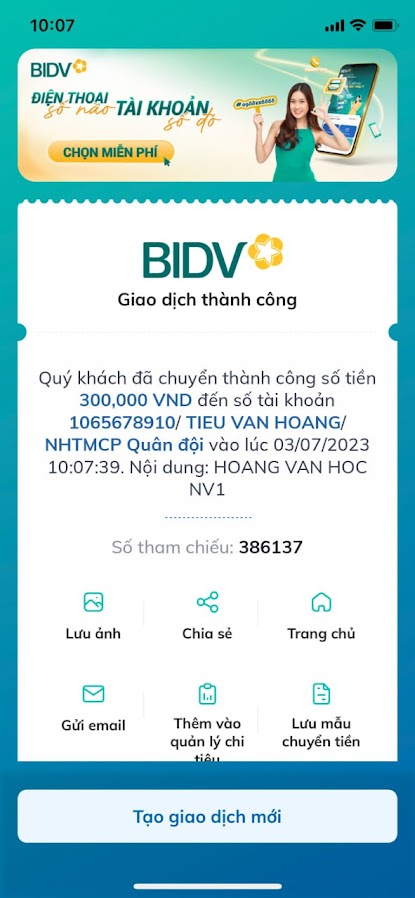 10:07
BIDV
ĐIỆN THOẠI
số nào TÀI KHOẢN
số đó
#sg68xx6868
CHỌN MIỄN PHÍ
BIDV
Giao dịch thành công
Quý khách đã chuyển thành công số tiền
300,000 VND đến số tài khoản
1065678910/ TIEU VAN HOANG/
NHTMCP Quân đội vào lúc 03/07/2023
10:07:39. Nội dung: HOANG VAN HOC
NV1
Số tham chiếu: 386137
Lưu ảnh
Chia sẻ
Trang chủ
Gửi email
Thêm vào
quản lý chi
tiêu
Lưu mẫu
chuyển tiền
Tạo giao dịch mới